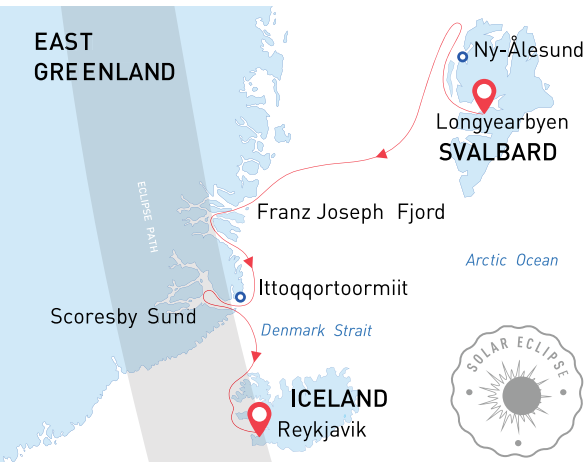 EAST
GREENLAND
Ny-Ålesund
Longyearbyen
SVALBARD
ECLIPSE PATH
Franz Joseph Fjord
Arctic Ocean
Ittoqqortoormiit
Scoresby Sund
Denmark Strait
SOLAR ECLIPSE
ICELAND
Reykjavik